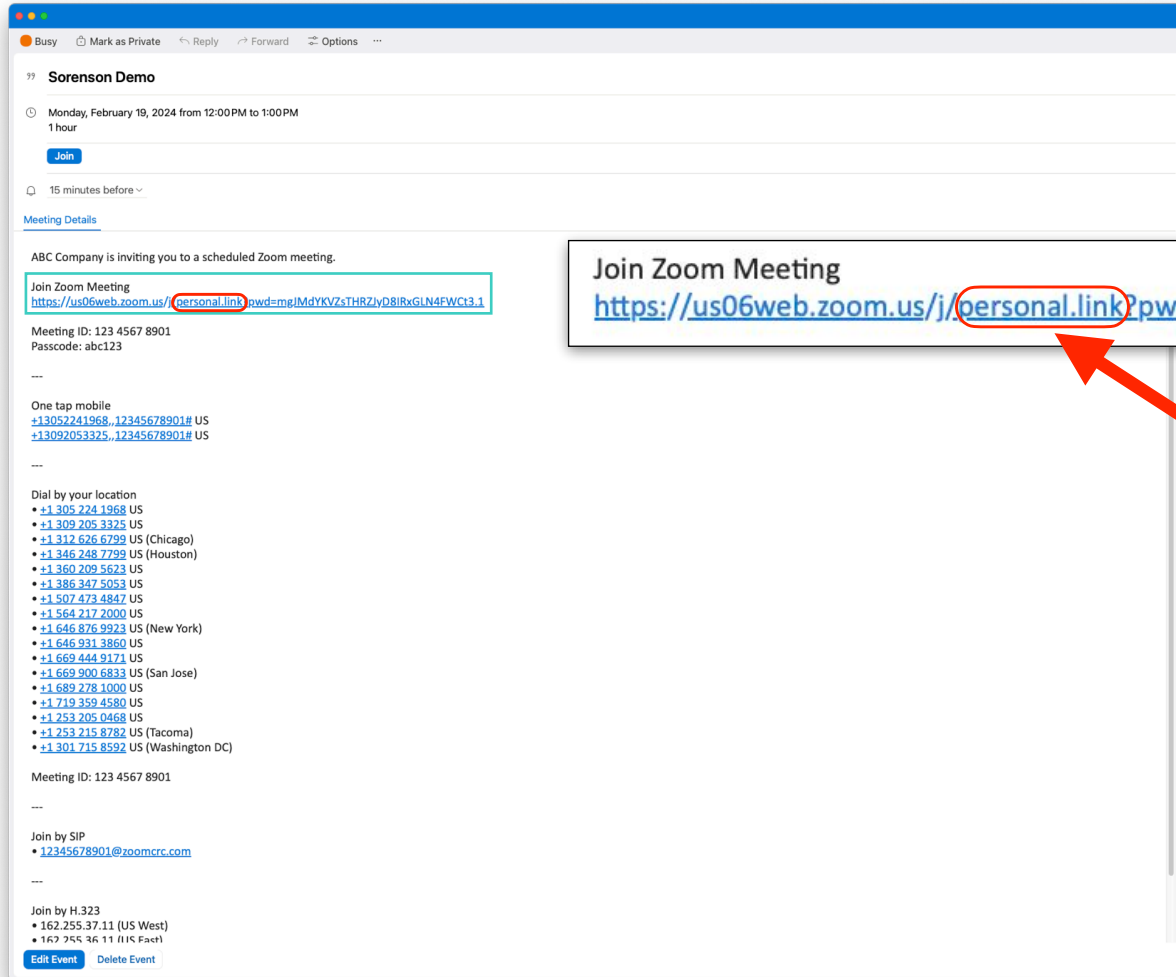 Busy Mark as Private Reply Forward Options ...
Sorenson Demo
Monday, February 19, 2024 from 12:00 PM to 1:00 PM
1 hour
Join
15 minutes before
Meeting Details
ABC Company is inviting you to a scheduled Zoom meeting.
Join Zoom Meeting
https://us06web.zoom.us/j/personal.link?pwd=mgJMdYKVZsTHRZJyD8lRxGLN4FWCt3.1
Join Zoom Meeting
https://us06web.zoom.us/j/personal.link?pw
Meeting ID: 123 4567 8901
Passcode: abc123
---
One tap mobile
+13052241968,,12345678901# US
+13092053325,,12345678901# US
---
Dial by your location
• +1 305 224 1968 US
• +1 309 205 3325 US
• +1 312 626 6799 US (Chicago)
• +1 346 248 7799 US (Houston)
• +1 360 209 5623 US
• +1 386 347 5053 US
• +1 507 473 4847 US
• +1 564 217 2000 US
• +1 646 876 9923 US (New York)
• +1 646 931 3860 US
• +1 669 444 9171 US
• +1 669 900 6833 US (San Jose)
• +1 689 278 1000 US
• +1 719 359 4580 US
• +1 253 205 0468 US
• +1 253 215 8782 US (Tacoma)
• +1 301 715 8592 US (Washington DC)
Meeting ID: 123 4567 8901
---
Join by SIP
• 12345678901@zoomcrc.com
---
Join by H.323
• 162.255.37.11 (US West)
• 162.255.36.11 (US East)
Edit Event Delete Event